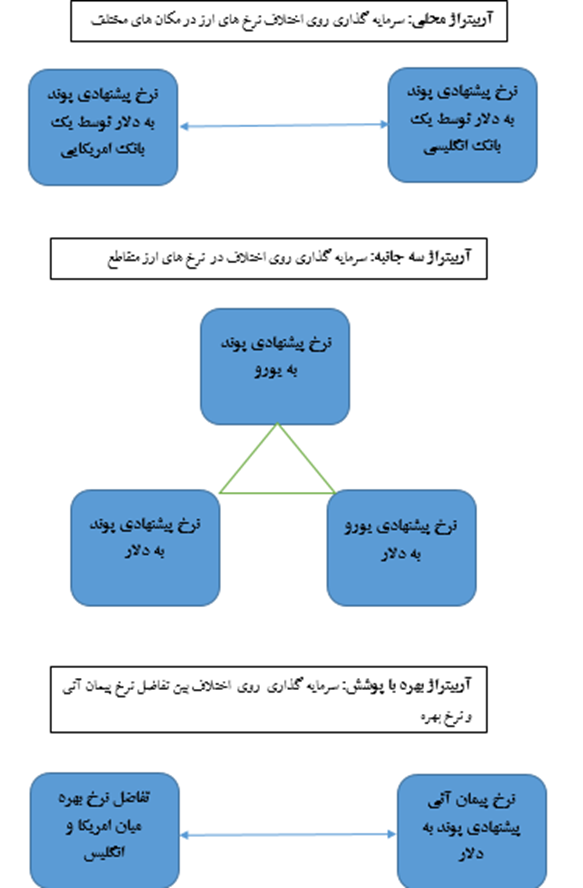 آربیتراژ محلی: سرمایه گذاری روی اختلاف نرخ های ارز در مکان های مختلف
نرخ پیشنهادی پوند
به دلار توسط یک
بانک انگلیسی
نرخ پیشنهادی پوند
به دلار توسط یک
بانک امریکایی
آربیتراژ سه جانبه: سرمایه گذاری روی اختلاف در نرخ های ارز متقاطع
نرخ پیشنهادی پوند
به یورو
نرخ پیشنهادی یورو
به دلار
نرخ پیشنهادی پوند
به دلار
آربیتراژ بهره با پوشش: سرمایه گذاری روی اختلاف بین تفاضل نرخ پیمان آتی
و نرخ بهره
نرخ پیمان آتی
پیشنهادی پوند به
دلار
تفاضل نرخ بهره
میان امریکا و
انگلیس